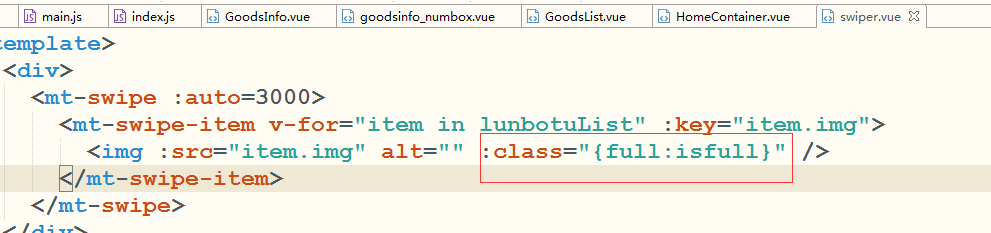 main.js index.js GoodsInfo.vue goodsinfo_numbox.vue GoodsList.vue HomeContainer.vue swiper.vue
template>
<div>
<mt-swipe :auto=3000>
<mt-swipe-item v-for="item in lunbotuList" :key="item.img">
<img :src="item.img" alt="" :class="{full:isfull}" />
</mt-swipe-item>
</mt-swipe>
</div>